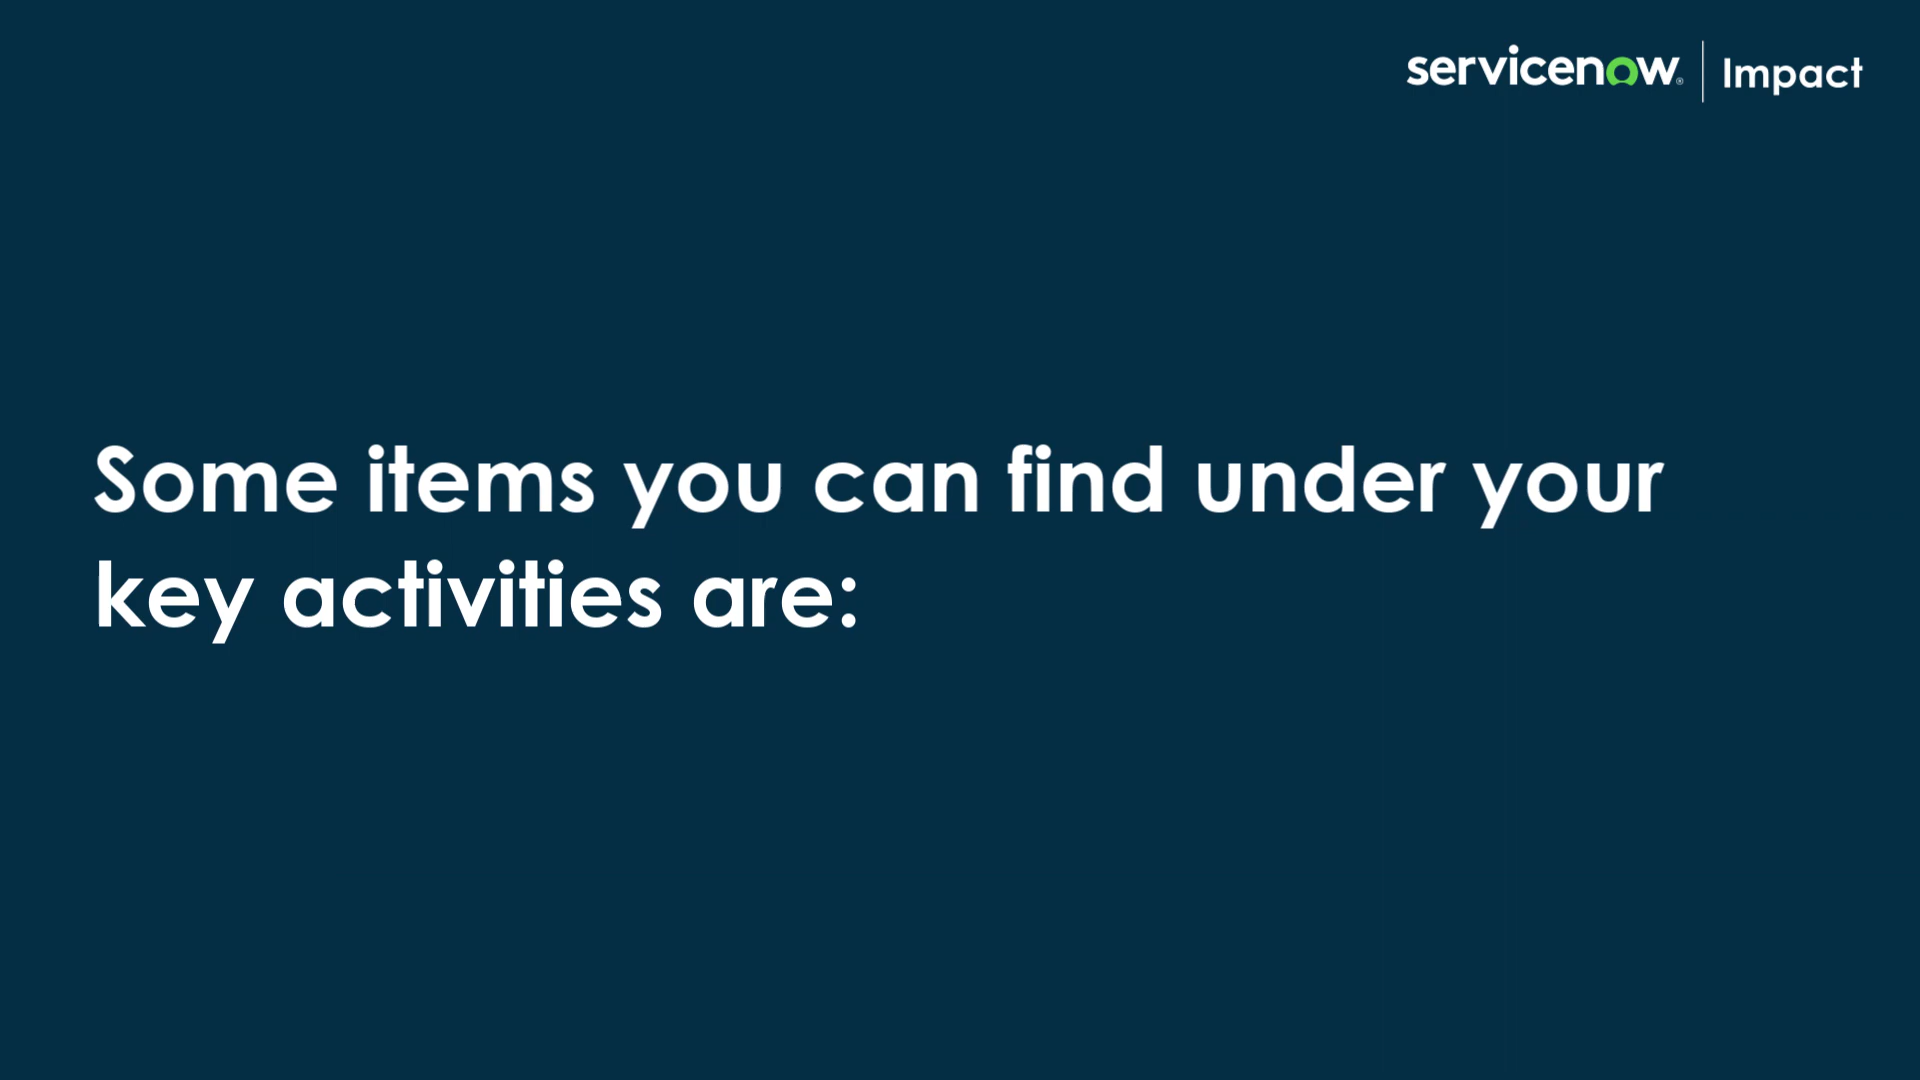 servicenow. | Impact
Some items you can find under your
key activities are: